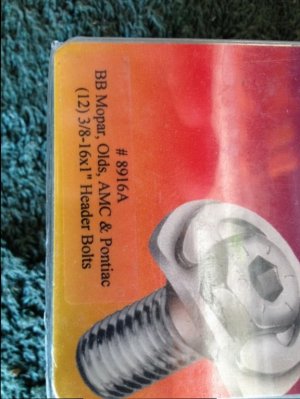 # 8916A
BB Mopar, Olds, AMC & Pontiac
(12) 3/8-16x1" Header Bolts